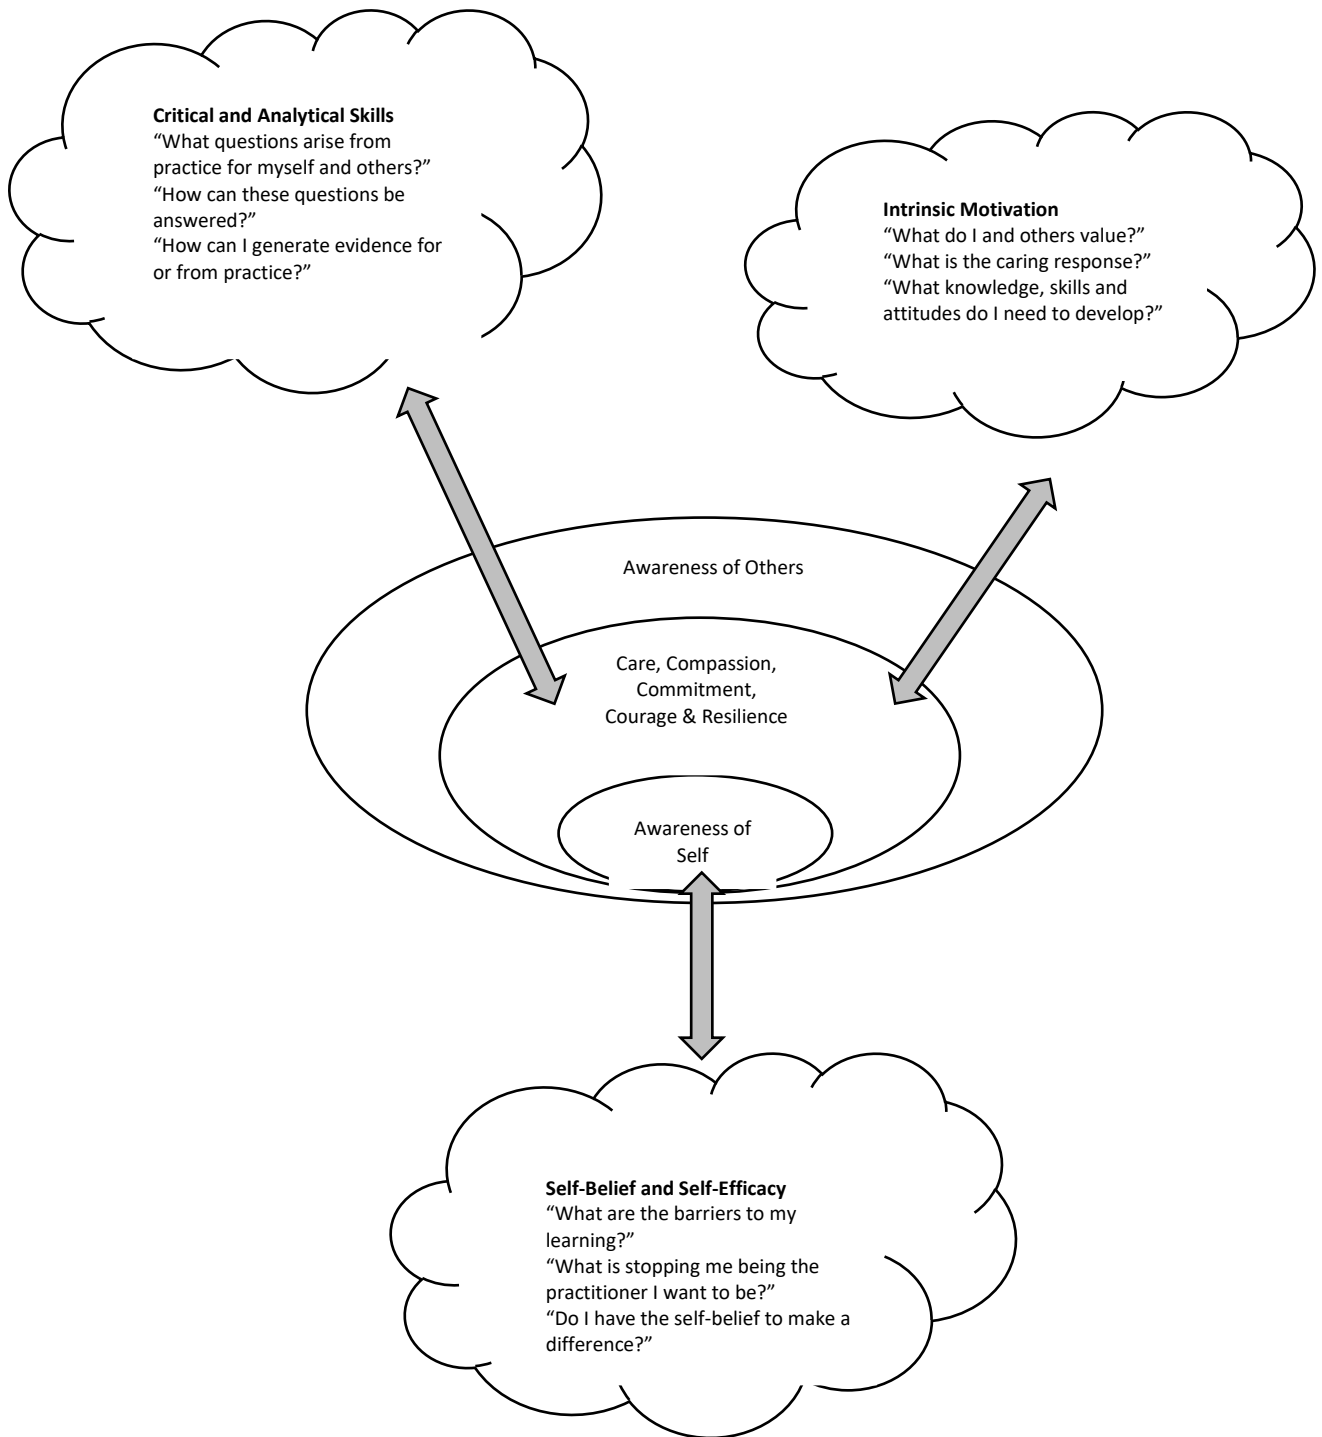 Critical and Analytical Skills
“What questions arise from
practice for myself and others?”
“How can these questions be
answered?”
“How can I generate evidence for
or from practice?”
Intrinsic Motivation
“What do I and others value?”
“What is the caring response?”
“What knowledge, skills and
attitudes do I need to develop?”
Awareness of Others
Care, Compassion,
Commitment,
Courage & Resilience
Awareness of
Self
Self-Belief and Self-Efficacy
“What are the barriers to my
learning?”
“What is stopping me being the
practitioner I want to be?”
“Do I have the self-belief to make a
difference?”